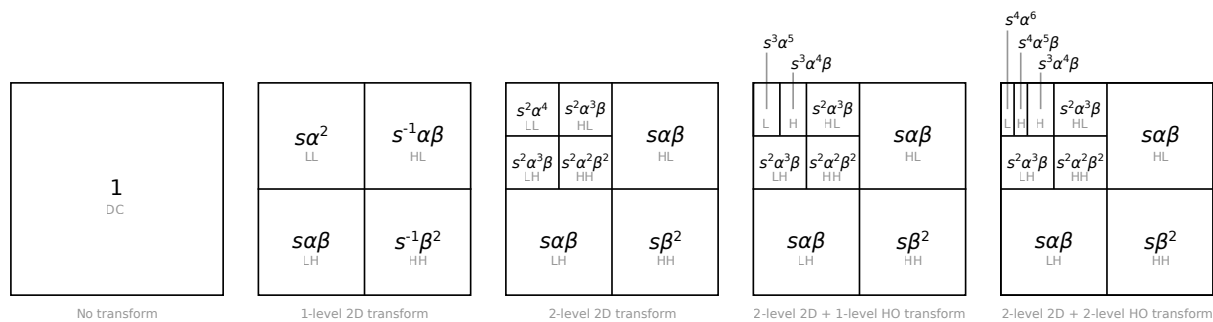 1
DC
No transform
sα²
LL
s⁻¹αβ
HL
sαβ
LH
s⁻¹β²
HH
1-level 2D transform
s²α⁴
LL
s²α³β
HL
sαβ
HL
s²α³β
LH
s²α²β²
HH
sαβ
LH
sβ²
HH
2-level 2D transform
s³α⁵
s³α⁴β
L
H
s²α³β
HL
sαβ
HL
s²α³β
LH
s²α²β²
HH
sαβ
LH
sβ²
HH
2-level 2D + 1-level HO transform
s⁴α⁶
s⁴α⁵β
s³α⁴β
L
H
H
s²α³β
HL
sαβ
HL
s²α³β
LH
s²α²β²
HH
sαβ
LH
sβ²
HH
2-level 2D + 2-level HO transform